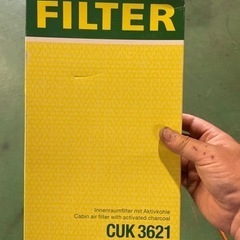 FILTER
Innenraumfilter mit Aktivkohle
Cabin air filter with activated charcoal
CUK 3621